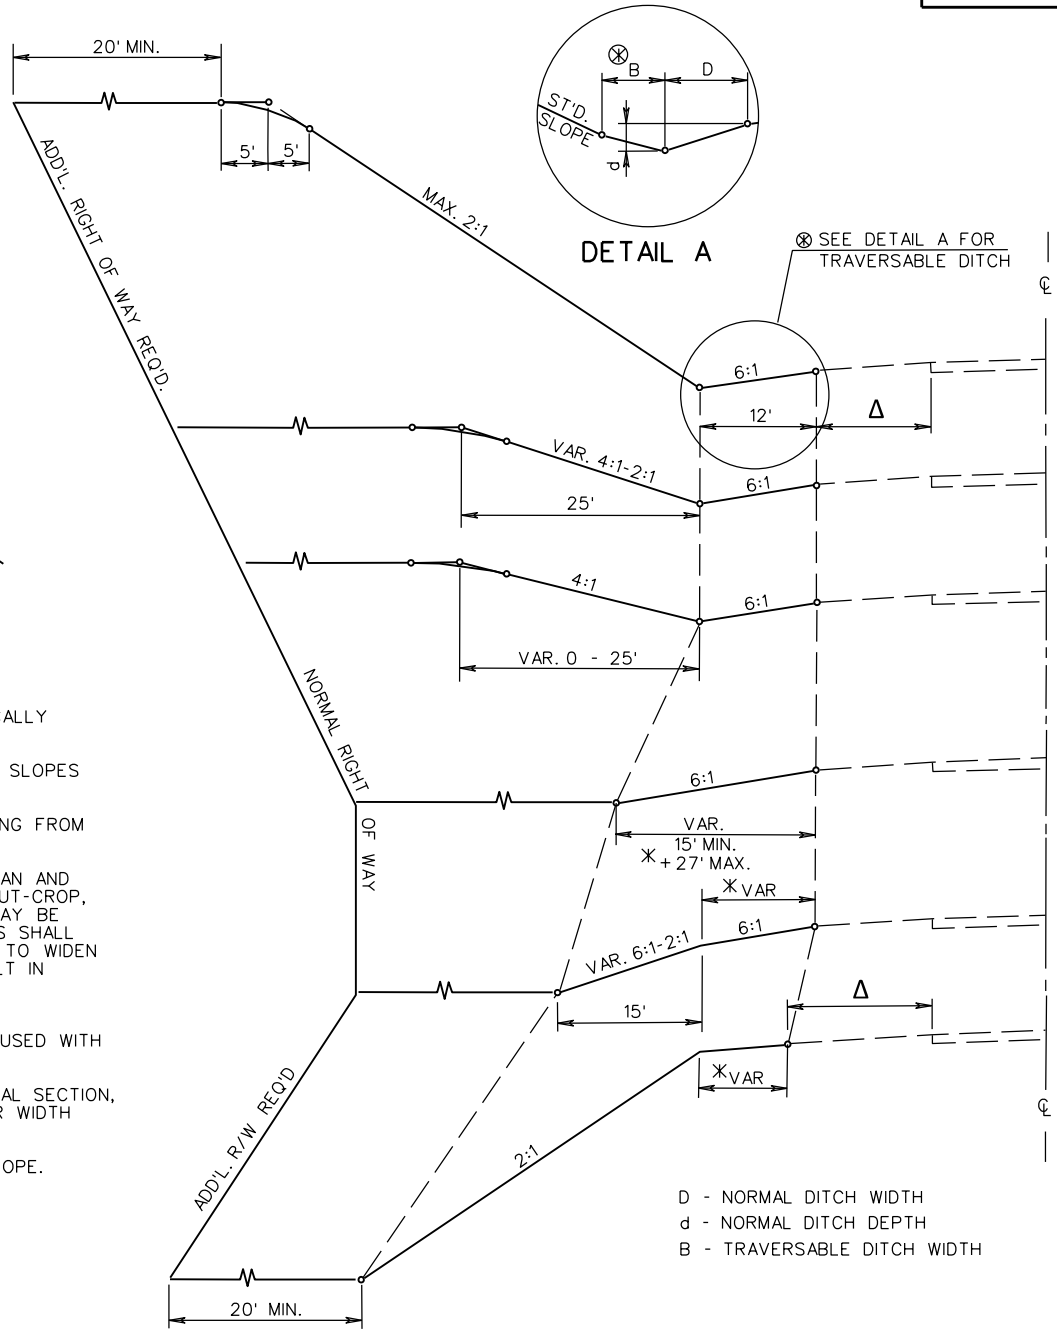 20' MIN.
5'
5'
ADD'L. RIGHT OF WAY REQ'D.
MAX. 2:1
B
D
ST'D.
SLOPE
d
DETAIL A
SEE DETAIL A FOR
TRAVERSABLE DITCH
℄
6:1
12'
Δ
VAR. 4:1-2:1
25'
6:1
4:1
6:1
VAR. 0 - 25'
NORMAL RIGHT
OF WAY
6:1
VAR.
15' MIN.
* + 27' MAX.
* VAR
6:1
VAR. 6:1-2:1
15'
Δ
* VAR
2:1
℄
ADD'L. R/W REQ'D
20' MIN.
CALLY
SLOPES
NG FROM
AN AND
UT-CROP,
AY BE
S SHALL
TO WIDEN
LT IN
USED WITH
AL SECTION,
R WIDTH
OPE.
D - NORMAL DITCH WIDTH
d - NORMAL DITCH DEPTH
B - TRAVERSABLE DITCH WIDTH